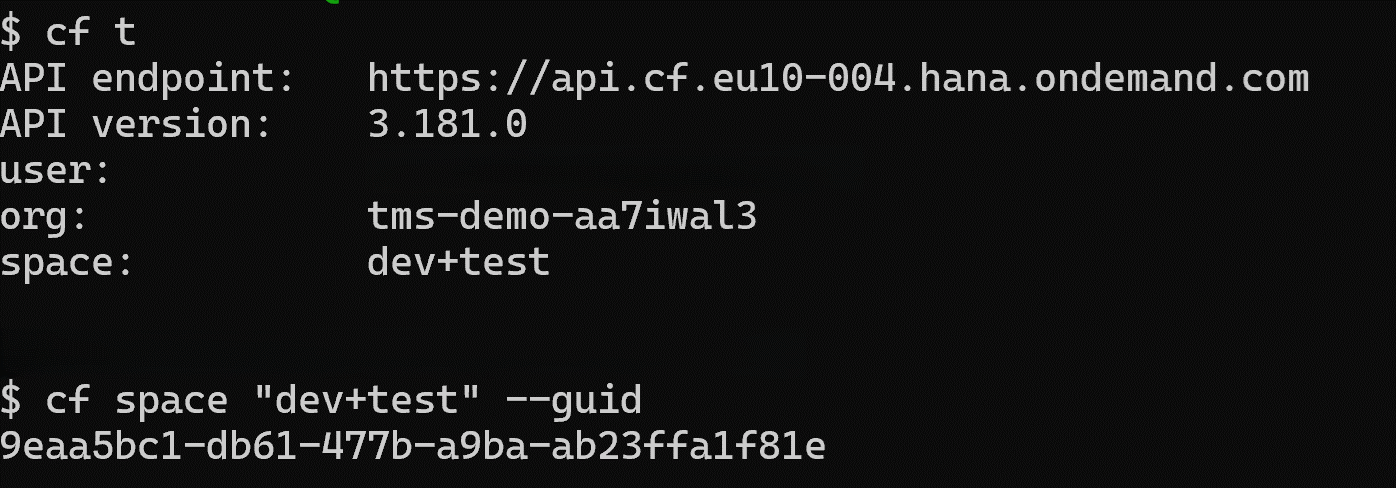 $ cf t
API endpoint:   https://api.cf.eu10-004.hana.ondemand.com
API version:    3.181.0
user:
org:            tms-demo-aa7iwal3
space:          dev+test
$ cf space "dev+test" --guid
9eaa5bc1-db61-477b-a9ba-ab23ffa1f81e